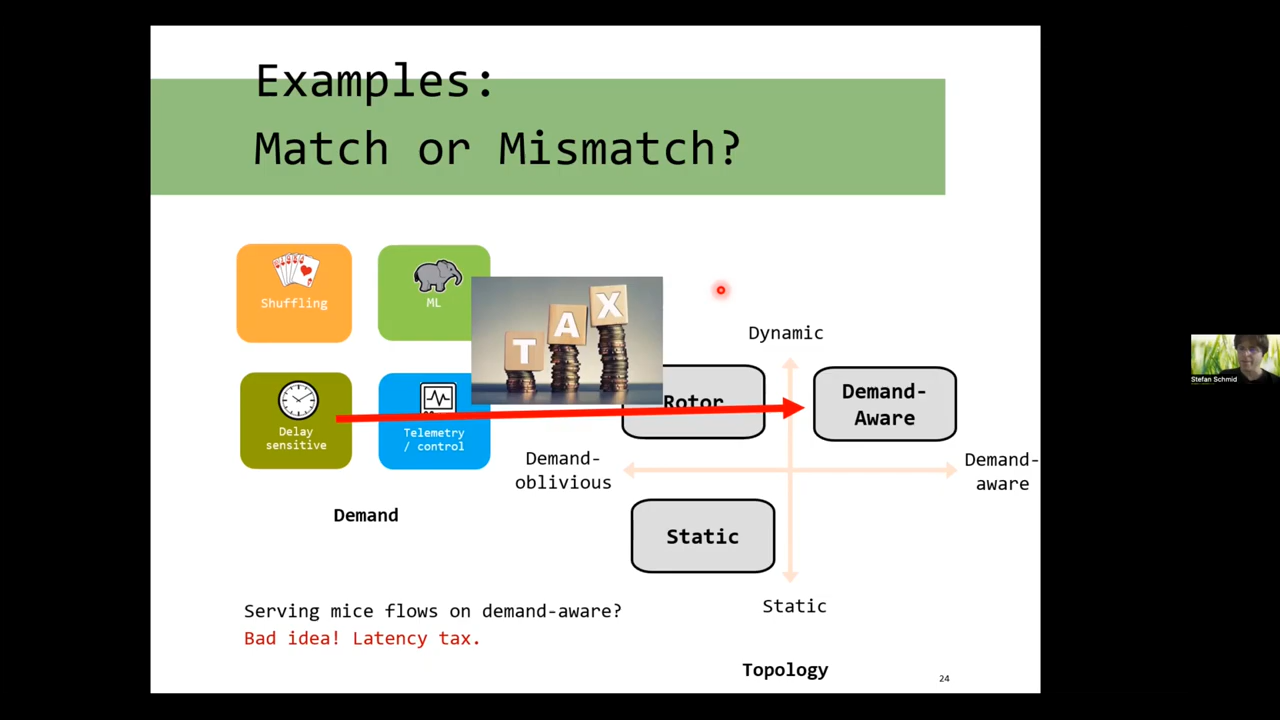 Examples:
Match or Mismatch?
Shuffling
ML
TAX
Delay
sensitive
Telemetry
/ control
Demand
Dynamic
Rotor
Demand-
Aware
Demand-
oblivious
Demand-
aware
Static
Static
Topology
Serving mice flows on demand-aware?
Bad idea! Latency tax.
24
Stefan Schmid